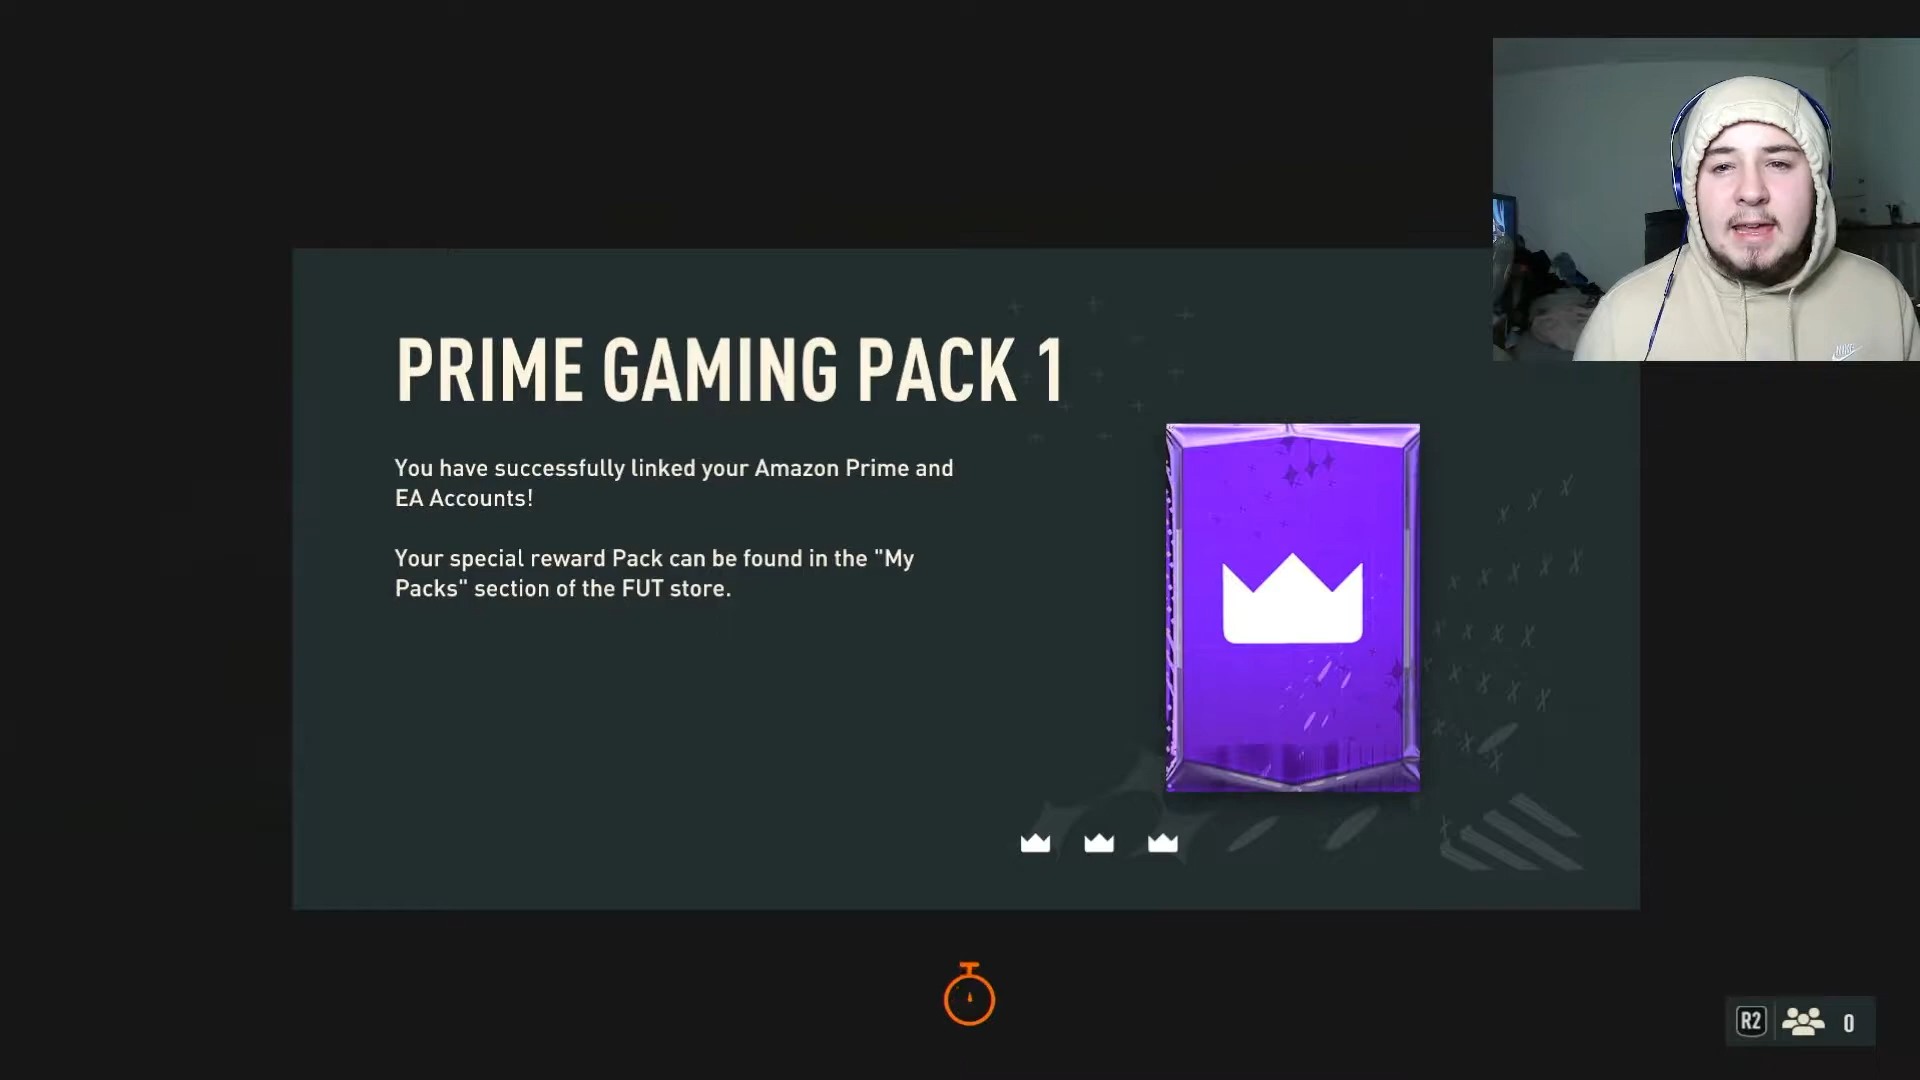 PRIME GAMING PACK 1
You have successfully linked your Amazon Prime and
EA Accounts!
Your special reward Pack can be found in the "My
Packs" section of the FUT store.
NIKE
R2
0